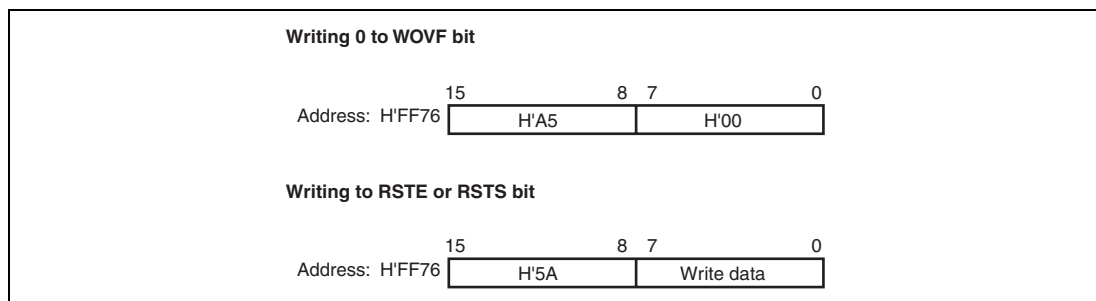 Writing 0 to WOVF bit
15 8 7 0
Address: H'FF76 H'A5 H'00
Writing to RSTE or RSTS bit
15 8 7 0
Address: H'FF76 H'5A Write data